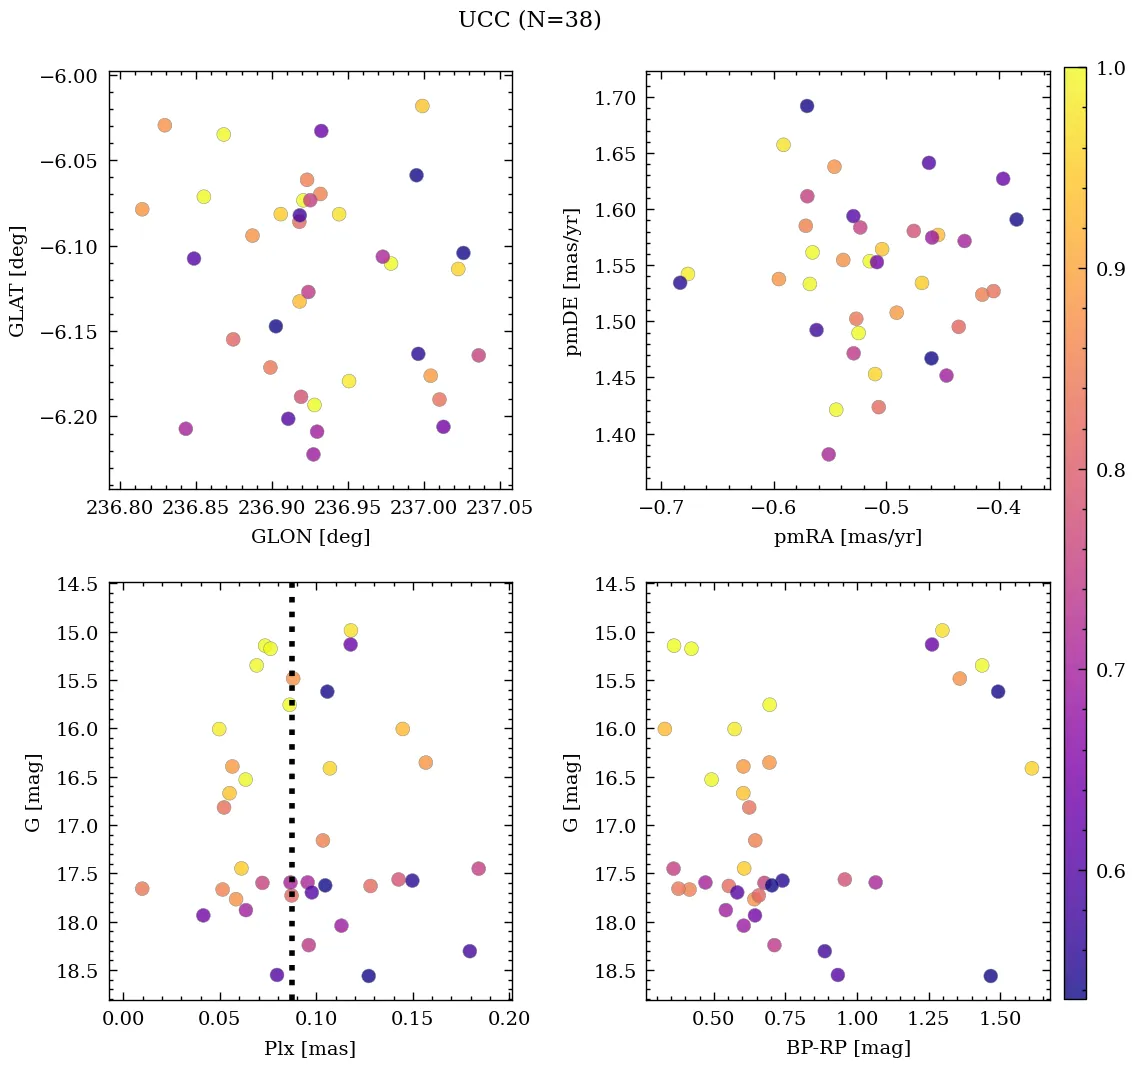 UCC (N=38)
−6.00
−6.05
−6.10
−6.15
−6.20
GLAT [deg]
236.80 236.85 236.90 236.95 237.00 237.05
GLON [deg]
1.70
1.65
1.60
1.55
1.50
1.45
1.40
pmDE [mas/yr]
−0.7 −0.6 −0.5 −0.4
pmRA [mas/yr]
1.0
0.9
0.8
0.7
0.6
14.5
15.0
15.5
16.0
16.5
17.0
17.5
18.0
18.5
G [mag]
0.00 0.05 0.10 0.15 0.20
Plx [mas]
14.5
15.0
15.5
16.0
16.5
17.0
17.5
18.0
18.5
G [mag]
0.50 0.75 1.00 1.25 1.50
BP-RP [mag]